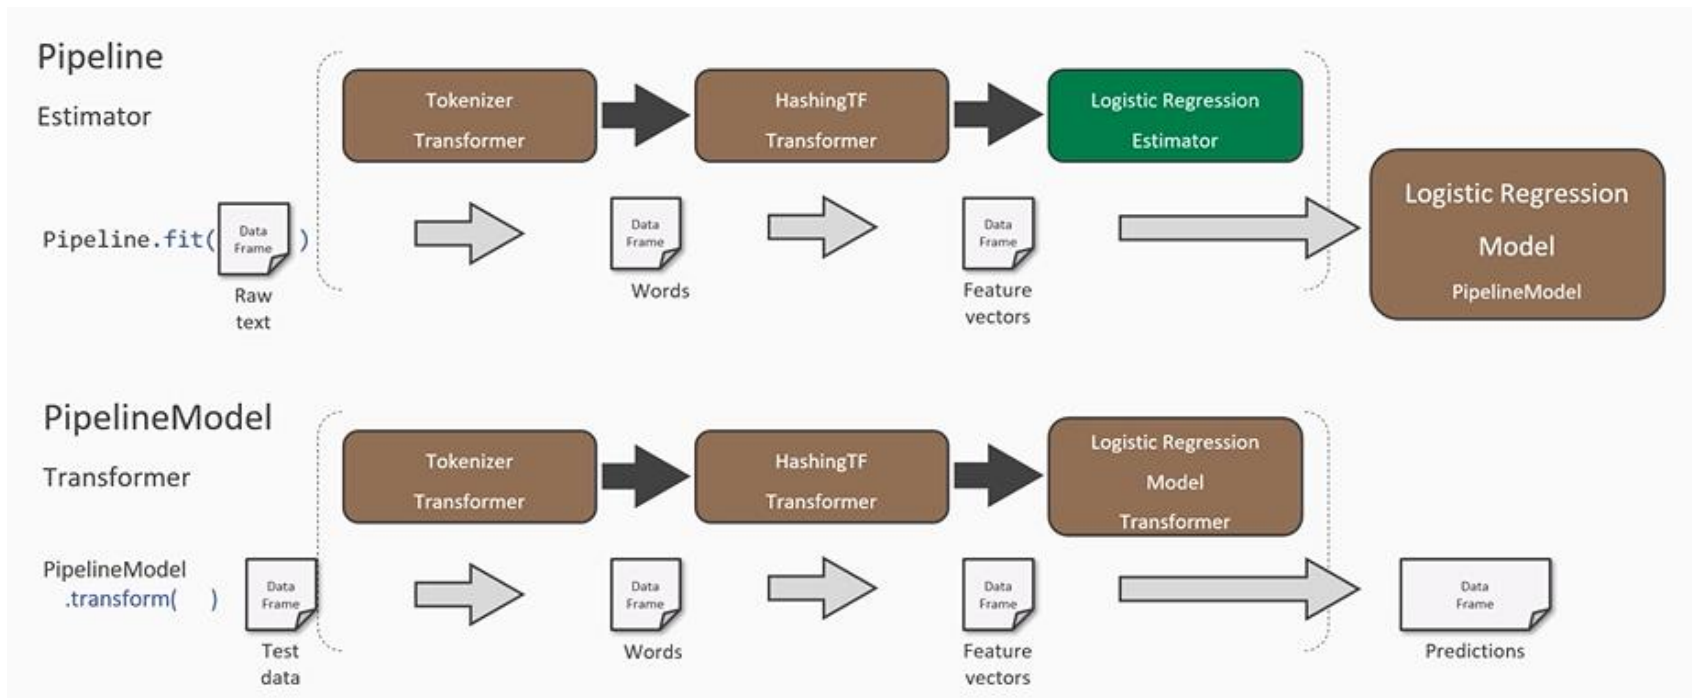 Pipeline
Estimator
Tokenizer
Transformer
HashingTF
Transformer
Logistic Regression
Estimator
Pipeline.fit( )
Data
Frame
Raw
text
Data
Frame
Words
Data
Frame
Feature
vectors
Logistic Regression
Model
PipelineModel
PipelineModel
Transformer
Tokenizer
Transformer
HashingTF
Transformer
Logistic Regression
Model
Transformer
PipelineModel
.transform( )
Data
Frame
Test
data
Data
Frame
Words
Data
Frame
Feature
vectors
Data
Frame
Predictions